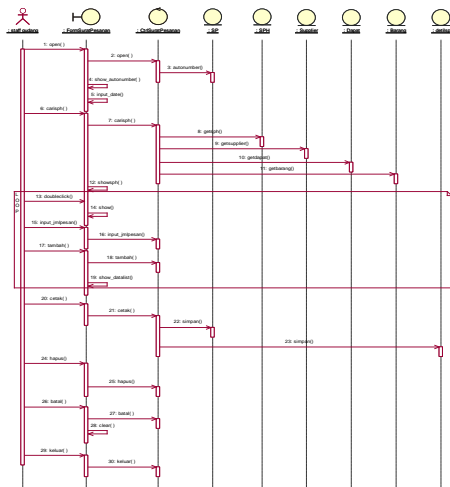 : staff gudang
: FormSuratPesanan
: CtrlSuratPesanan
: SP
: SPH
: Supplier
: Dapat
: Barang
1: open( )
2: open( )
3: autonumber()
4: show_autonumber( )
5: input_date()
6: carisph( )
7: carisph( )
8: getsph()
9: getsupplier()
10: getdapat()
11: getbarang()
12: showsph( )
L
O
O
P
13: doubleclick()
14: show()
15: input_jmlpesan()
16: input_jmlpesan()
17: tambah( )
18: tambah( )
19: show_datalist()
20: cetak( )
21: cetak( )
22: simpan()
23: simpan()
24: hapus()
25: hapus()
26: batal( )
27: batal( )
28: clear( )
29: keluar( )
30: keluar( )